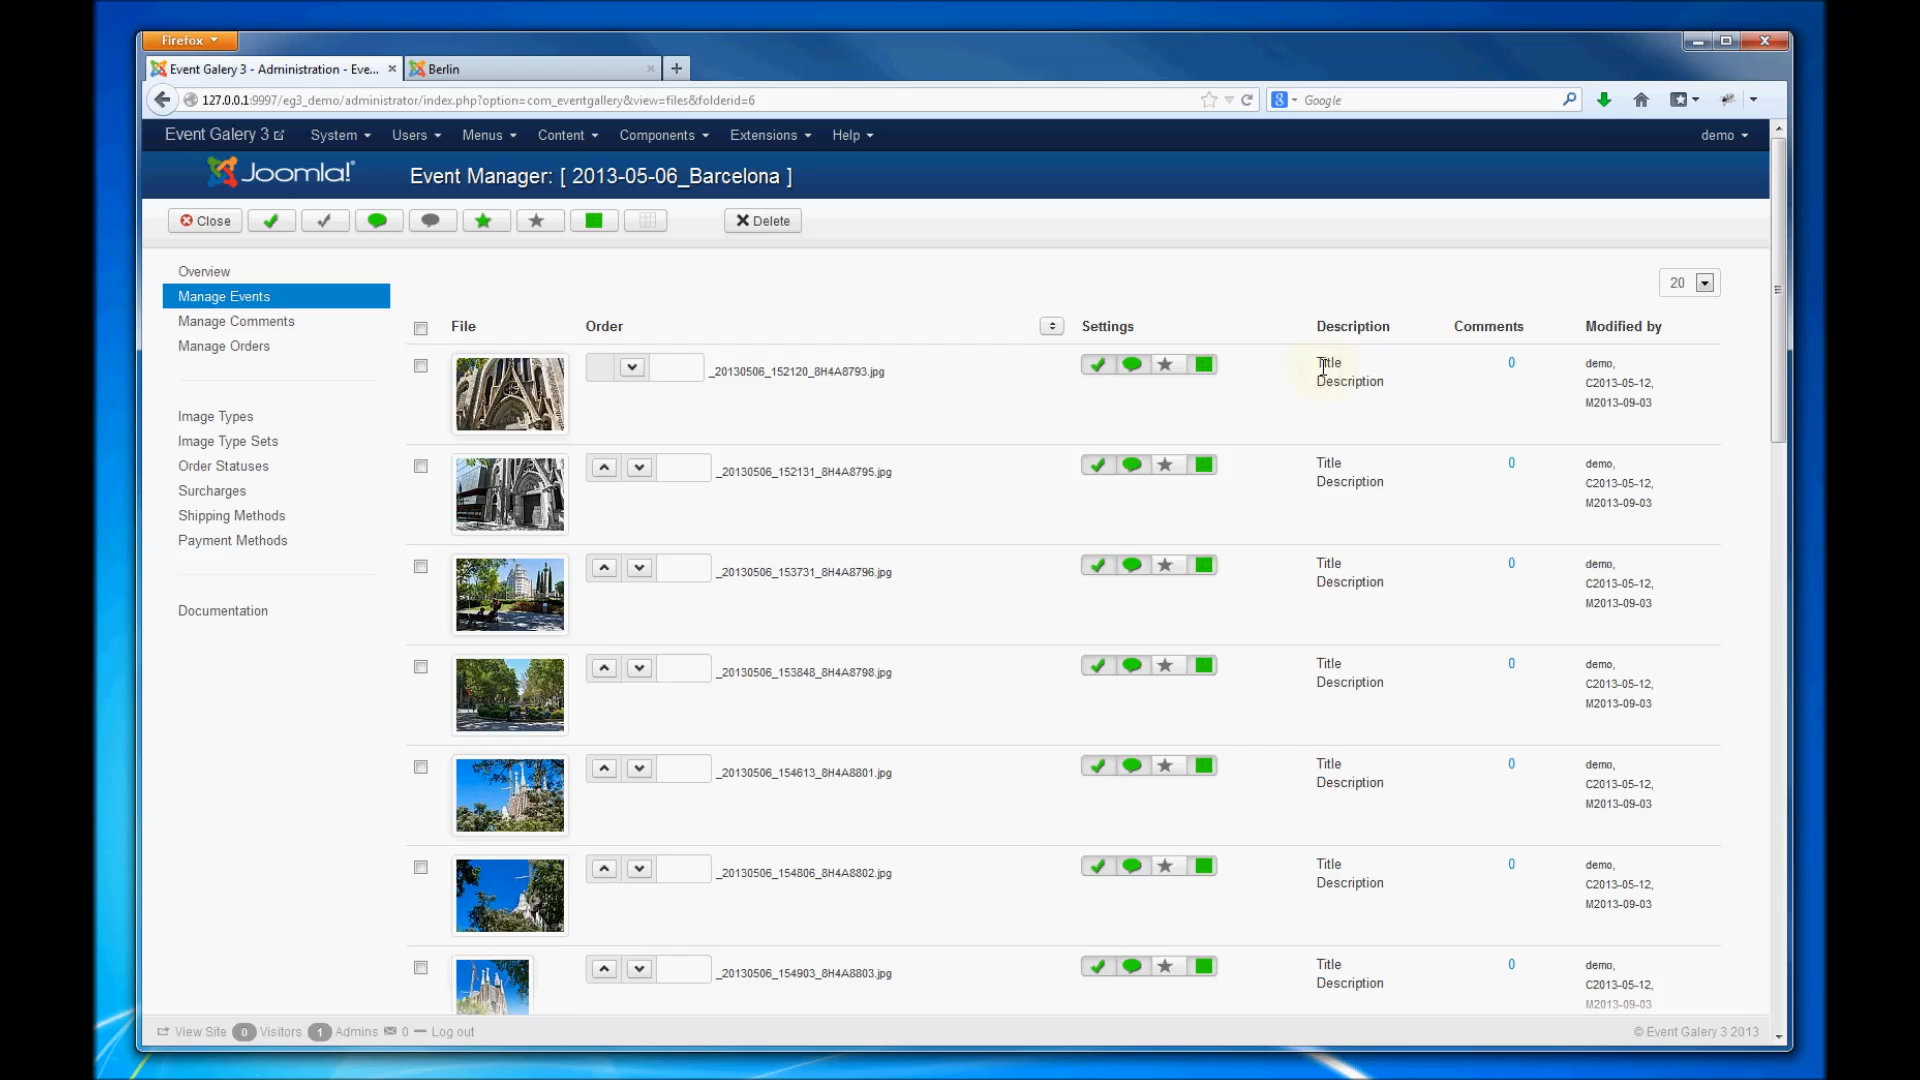 Firefox
Event Galery 3 - Administration - Eve...
Berlin
127.0.0.1:9997/eg3_demo/administrator/index.php?option=com_eventgallery&view=files&folderid=6
8
Google
Event Galery 3 System Users Menus Content Components Extensions Help demo
Joomla!® Event Manager: [ 2013-05-06_Barcelona ]
Close Delete
Overview
Manage Events
Manage Comments
Manage Orders
Image Types
Image Type Sets
Order Statuses
Surcharges
Shipping Methods
Payment Methods
Documentation
20
File Order Settings Description Comments Modified by
_20130506_152120_8H4A8793.jpg
Title
Description
0
demo,
C2013-05-12,
M2013-09-03
_20130506_152131_8H4A8795.jpg
Title
Description
0
demo,
C2013-05-12,
M2013-09-03
_20130506_153731_8H4A8796.jpg
Title
Description
0
demo,
C2013-05-12,
M2013-09-03
_20130506_153848_8H4A8798.jpg
Title
Description
0
demo,
C2013-05-12,
M2013-09-03
_20130506_154613_8H4A8801.jpg
Title
Description
0
demo,
C2013-05-12,
M2013-09-03
_20130506_154806_8H4A8802.jpg
Title
Description
0
demo,
C2013-05-12,
M2013-09-03
_20130506_154903_8H4A8803.jpg
Title
Description
0
demo,
C2013-05-12,
M2013-09-03
View Site 0 Visitors 1 Admins 0 Log out
© Event Galery 3 2013